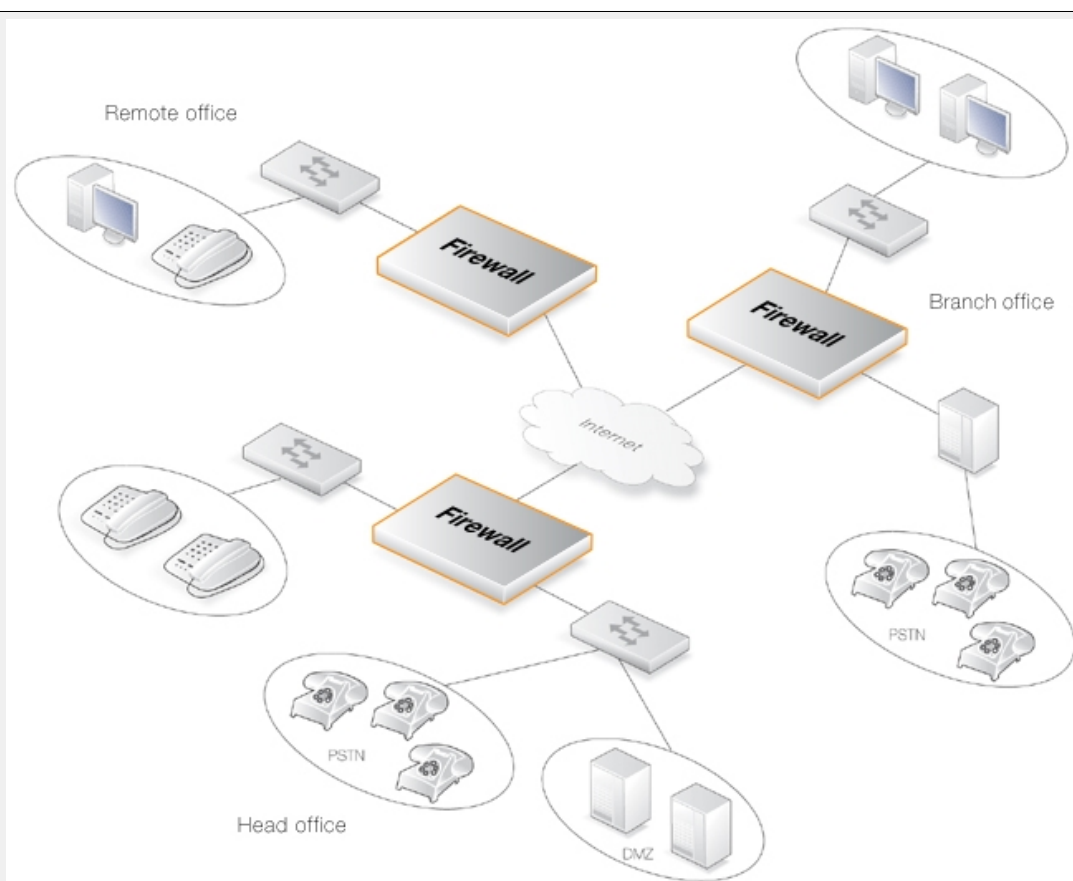 Remote office
Firewall
Firewall
Branch office
Internet
Firewall
PSTN
PSTN
Head office
DMZ